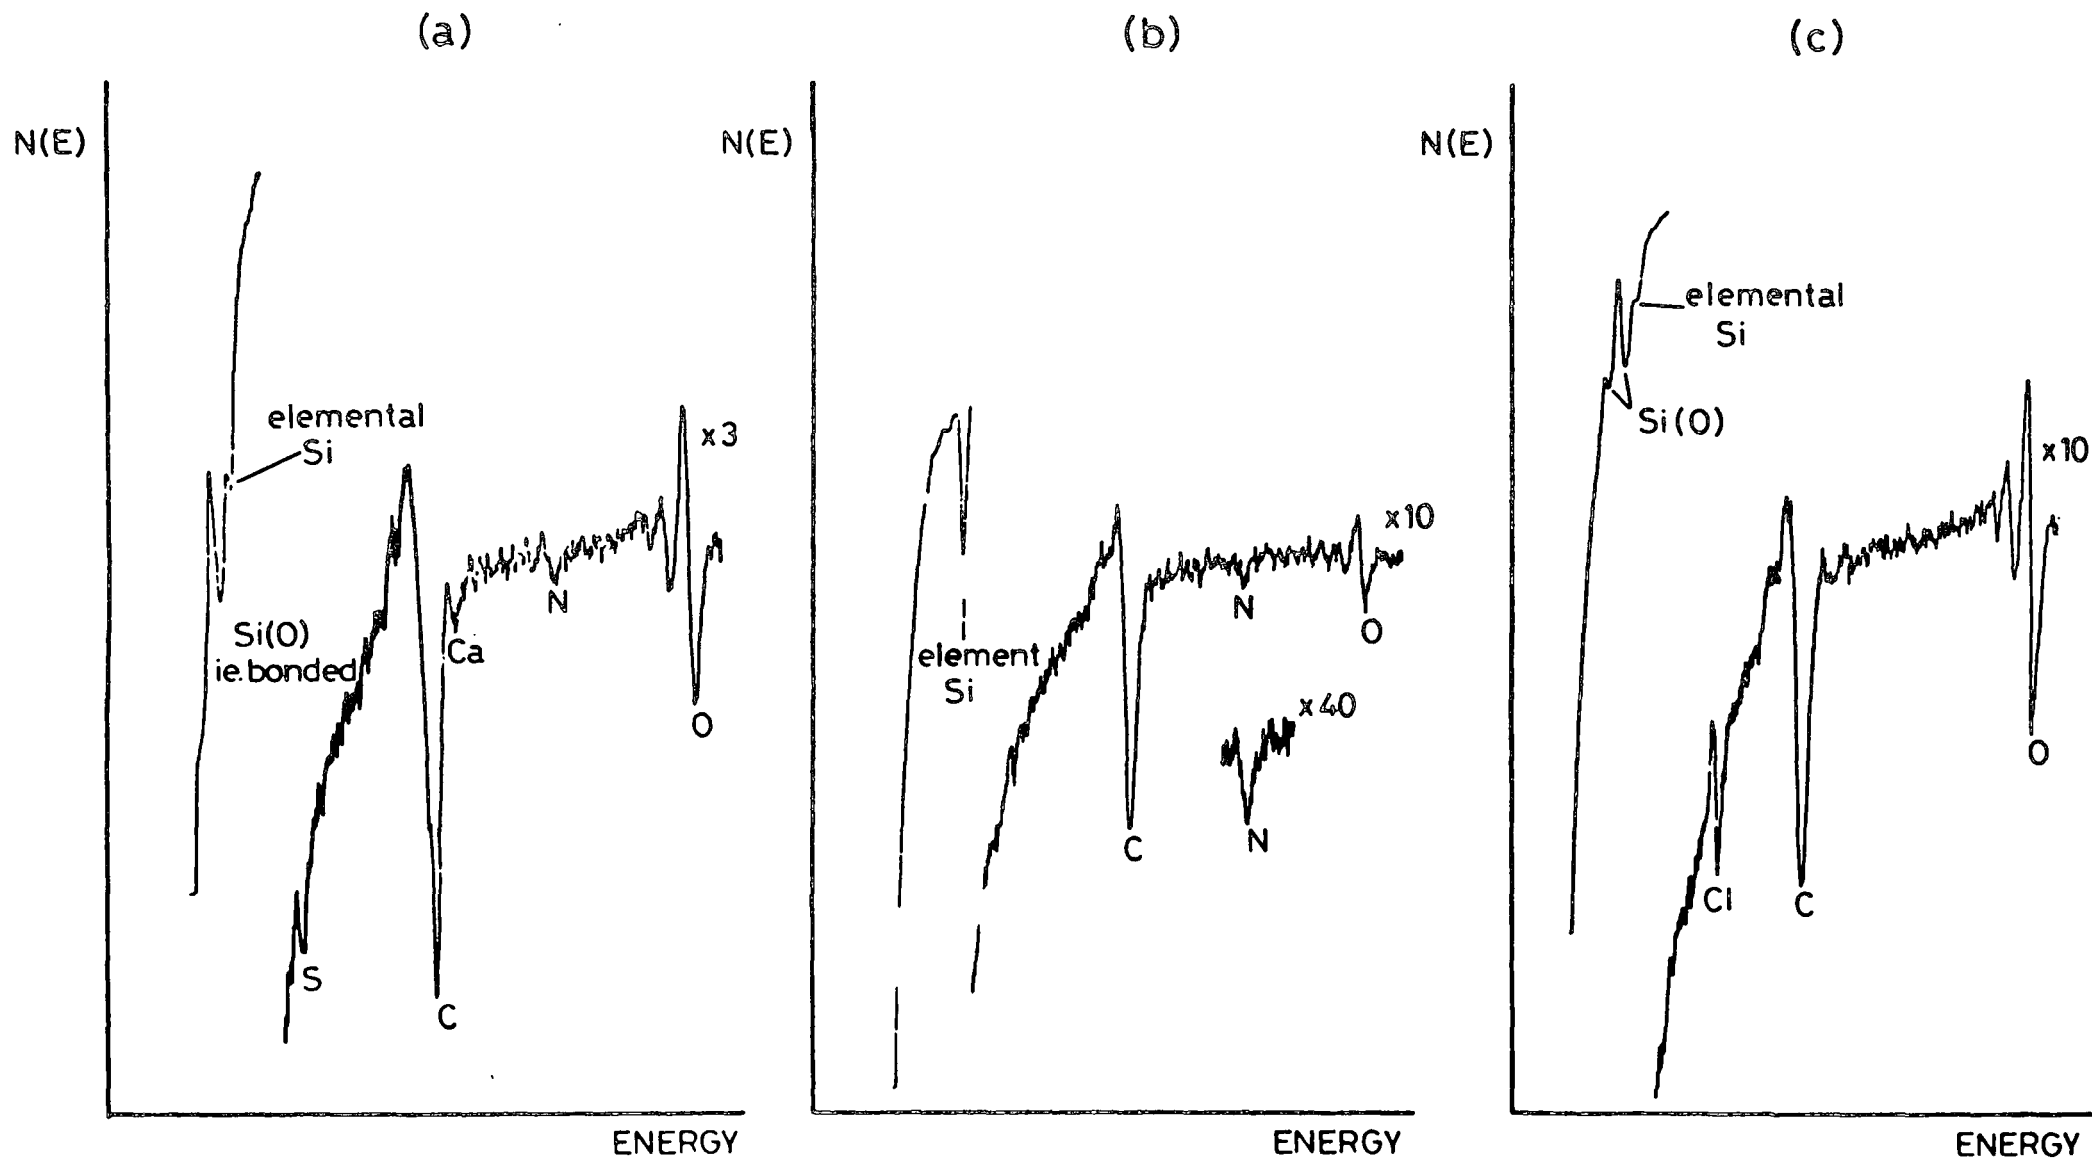 (a)
N(E)
elemental
Si
x3
Si(O)
ie. bonded
Ca
N
O
S
C
ENERGY
(b)
N(E)
x10
N
O
element
Si
x40
C
N
ENERGY
(c)
N(E)
elemental
Si
Si(O)
x10
O
Cl
C
ENERGY